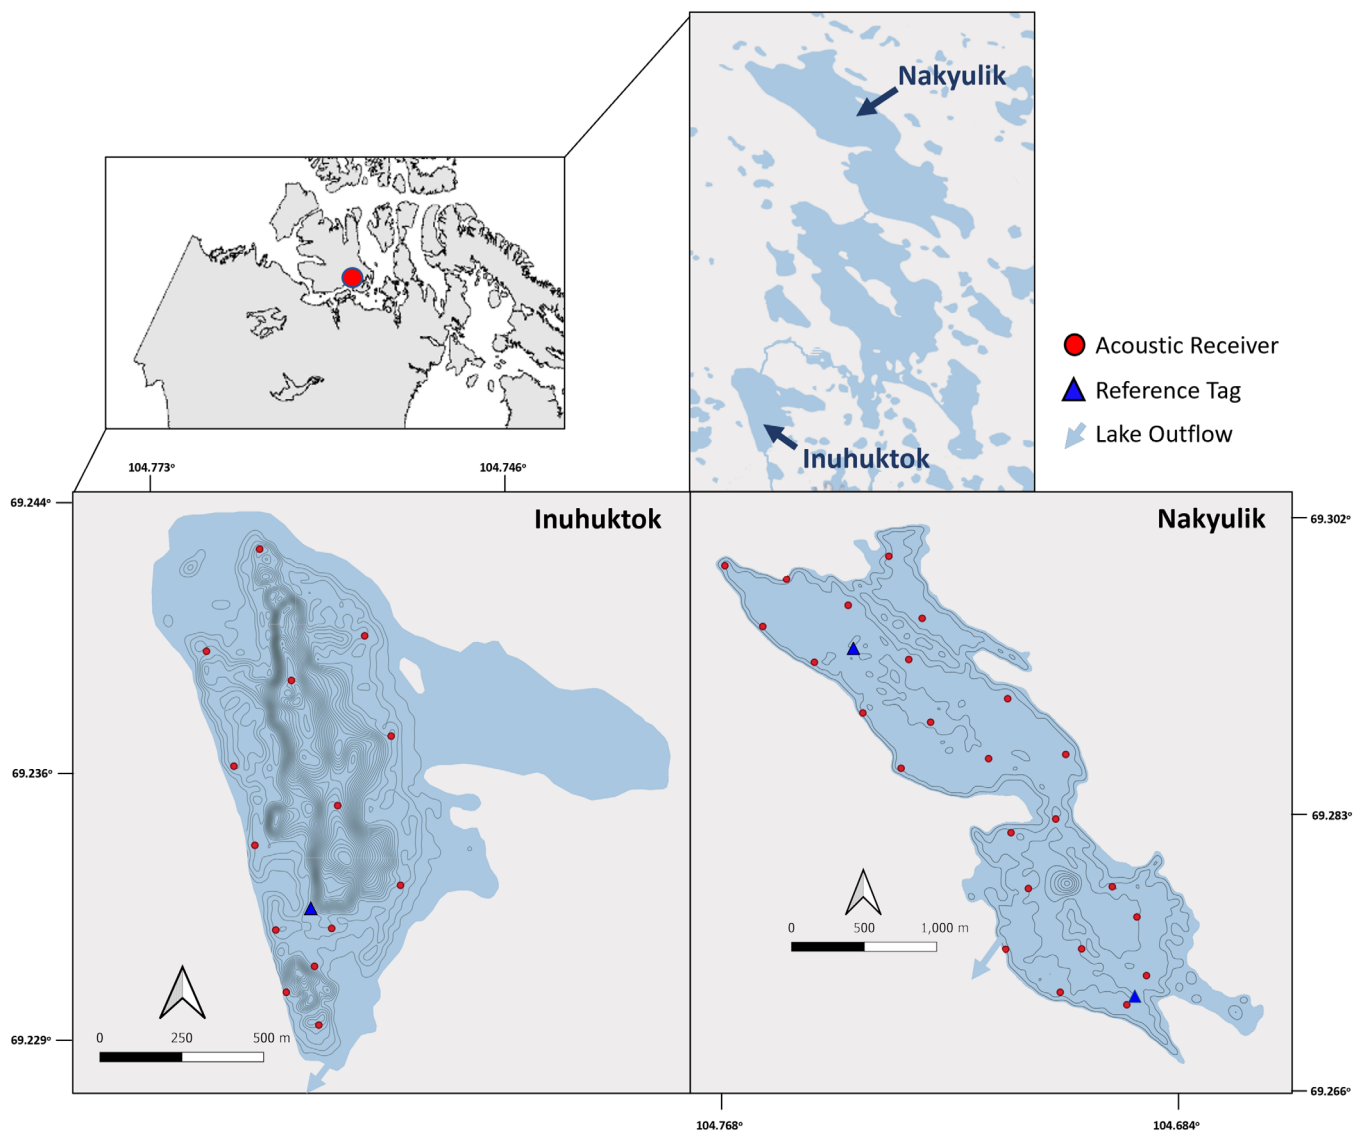 Nakyulik
Inuhuktok
Acoustic Receiver
Reference Tag
Lake Outflow
104.773°
104.746°
69.244°
69.236°
69.229°
Inuhuktok
0 250 500 m
Nakyulik
69.302°
69.283°
69.266°
0 500 1,000 m
104.768°
104.684°